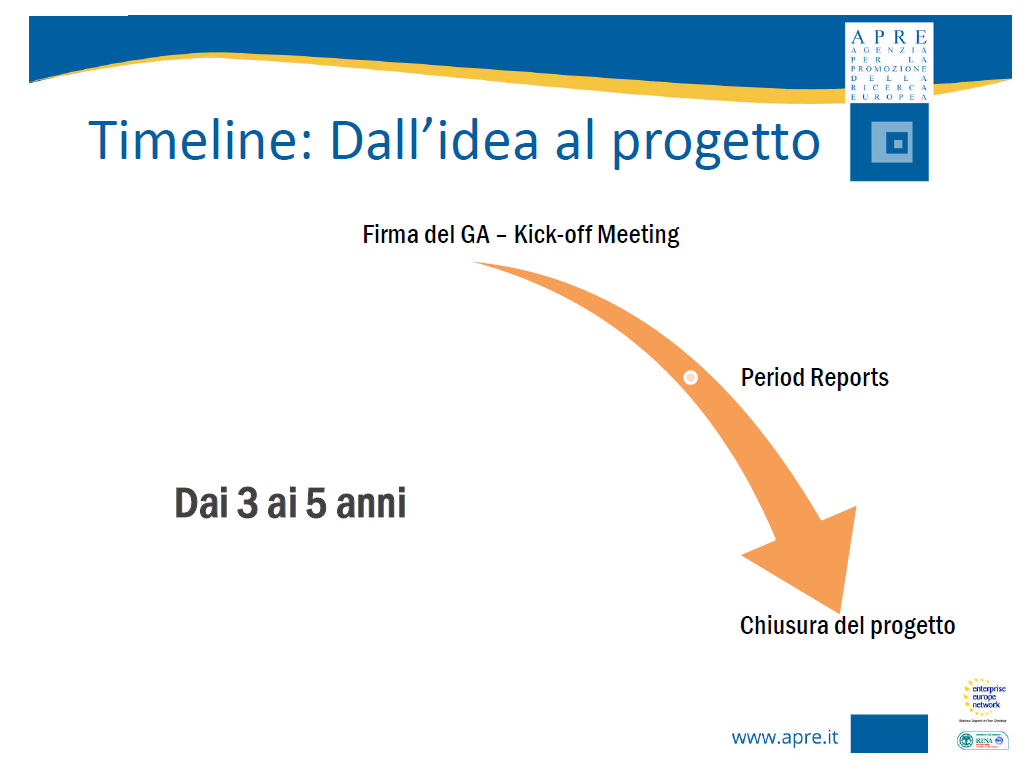 APRE
AGENZIA
PER LA
PROMOZIONE
DELLA
RICERCA
EUROPEA
Timeline: Dall’idea al progetto
Firma del GA – Kick-off Meeting
Period Reports
Dai 3 ai 5 anni
Chiusura del progetto
enterprise
europe
network
www.apre.it
RINA